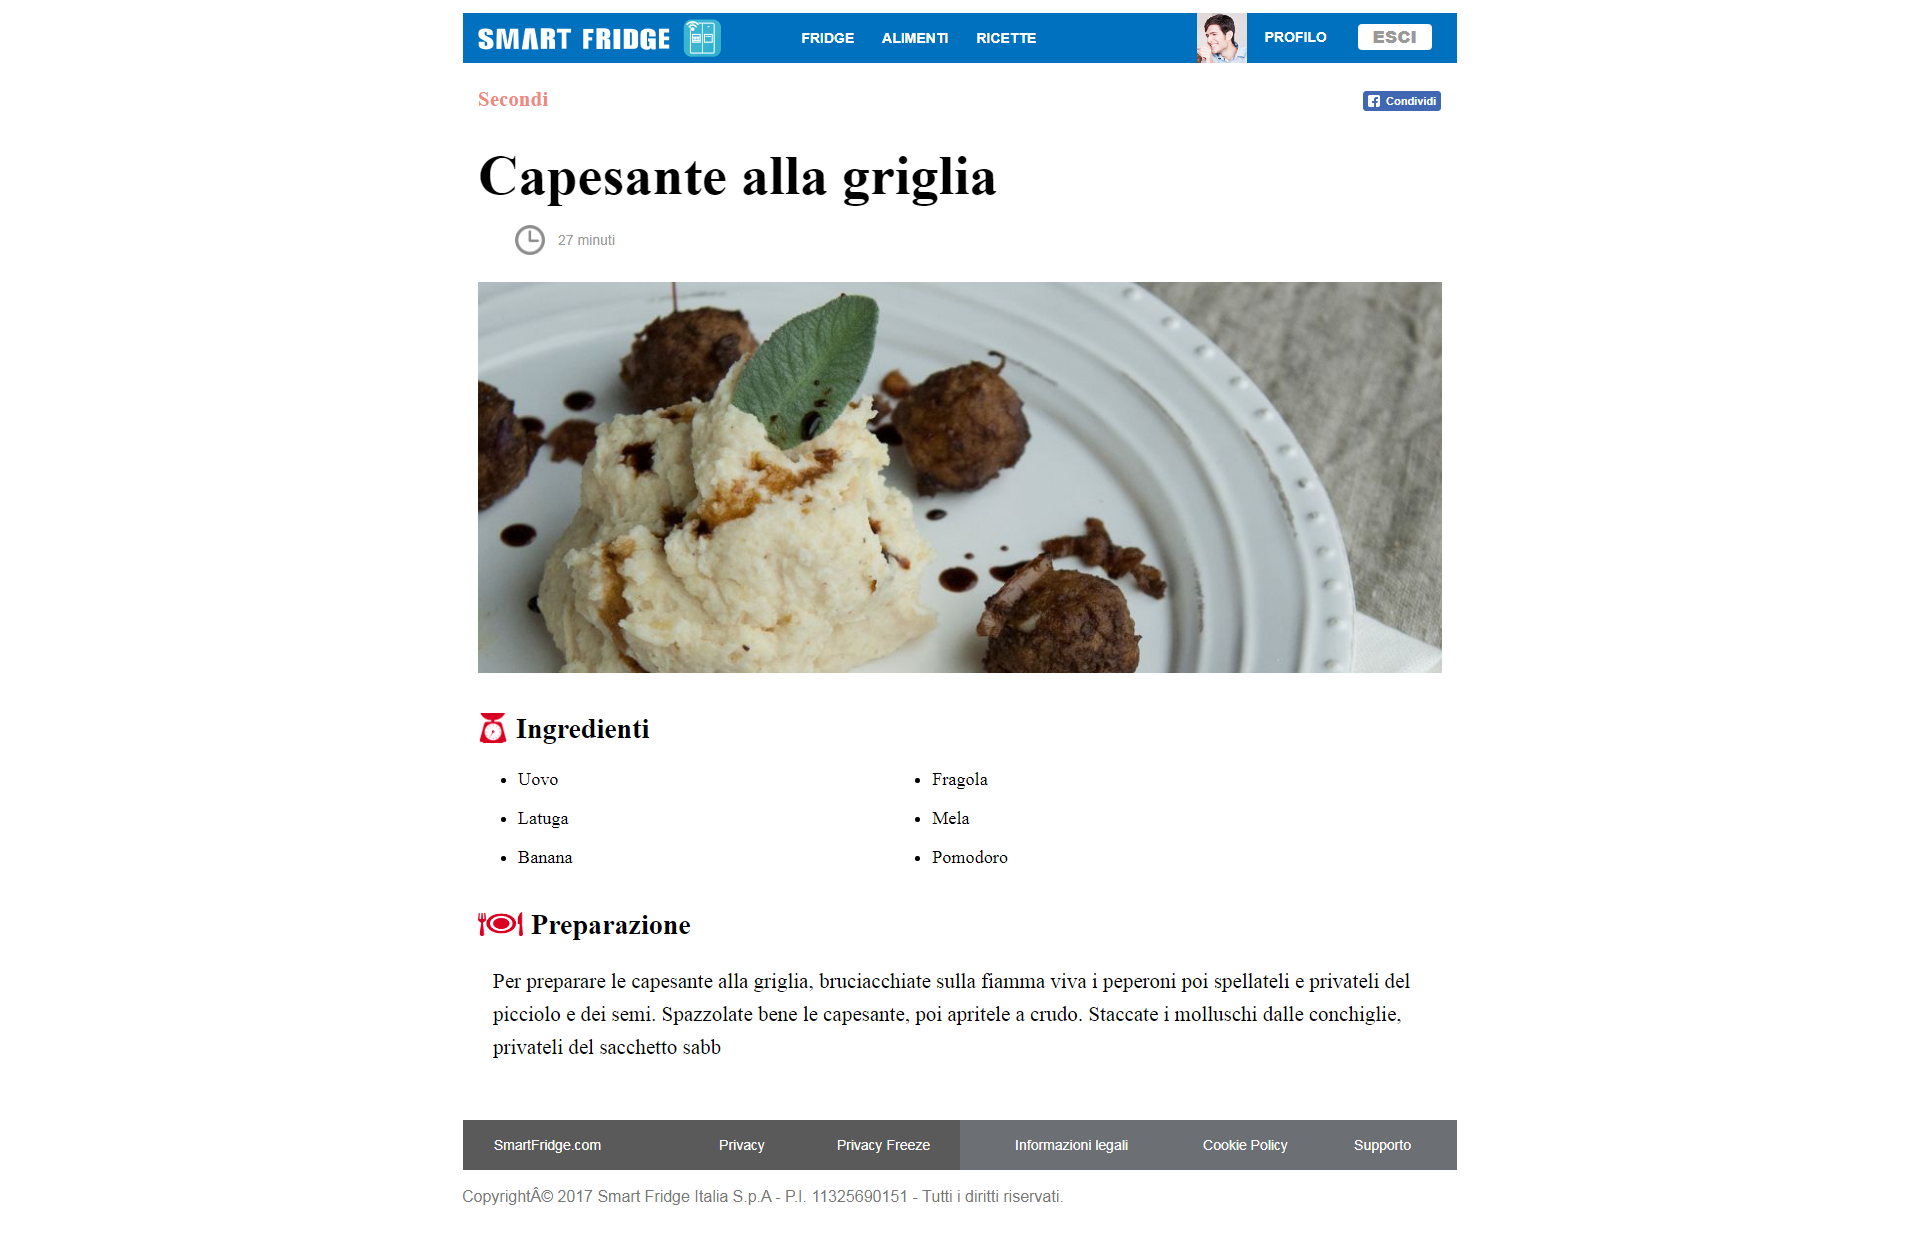 SMART FRIDGE
FRIDGE ALIMENTI RICETTE
PROFILO ESCI
Secondi
Condividi
Capesante alla griglia
27 minuti
Ingredienti
• Uovo
• Latuga
• Banana
• Fragola
• Mela
• Pomodoro
Preparazione
Per preparare le capesante alla griglia, bruciacchiate sulla fiamma viva i peperoni poi spellateli e privateli del
picciolo e dei semi. Spazzolate bene le capesante, poi apritele a crudo. Staccate i molluschi dalle conchiglie,
privateli del sacchetto sabb
SmartFridge.com Privacy Privacy Freeze Informazioni legali Cookie Policy Supporto
CopyrightÂ© 2017 Smart Fridge Italia S.p.A - P.I. 11325690151 - Tutti i diritti riservati.